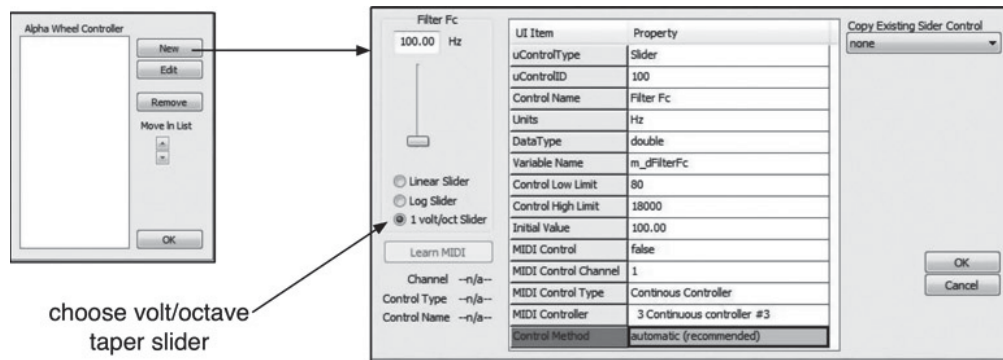 Alpha Wheel Controller
New
Edit
Remove
Move In List
OK
choose volt/octave
taper slider
Filter Fc
100.00 Hz
Linear Slider
Log Slider
1 volt/oct Slider
Learn MIDI
Channel --n/a--
Control Type --n/a--
Control Name --n/a--
UI Item Property
uControlType Slider
uControlID 100
Control Name Filter Fc
Units Hz
DataType double
Variable Name m_dFilterFc
Control Low Limit 80
Control High Limit 18000
Initial Value 100.00
MIDI Control false
MIDI Control Channel 1
MIDI Control Type Continous Controller
MIDI Controller 3 Continuous controller #3
Control Method automatic (recommended)
Copy Existing Sider Control
none
OK
Cancel